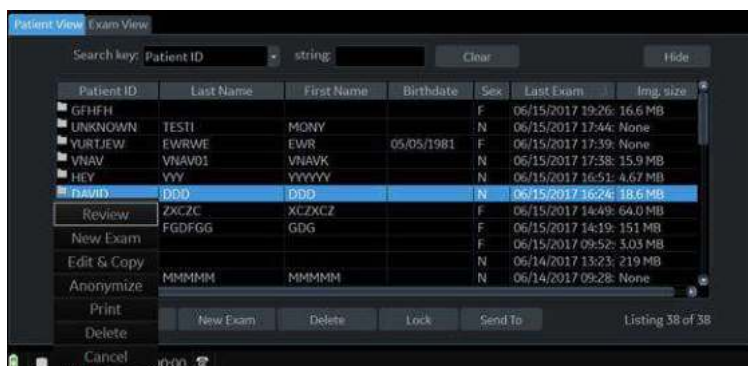 Patient View Exam View
Search key: Patient ID string: Clear Hide
Patient ID Last Name First Name Birthdate Sex Last Exam Img. size
GFHFH F 06/15/2017 19:26: 16.6 MB
UNKNOWN TESTI MONY N 06/15/2017 17:44: None
YURTJEW EWRWE EWR 05/05/1981 F 06/15/2017 17:39: None
VNAV VNAV01 VNAVK N 06/15/2017 17:38: 15.9 MB
HEY YYY YYYYYY N 06/15/2017 16:51: 4.67 MB
DAVID DDD DDD N 06/15/2017 16:24: 18.6 MB
Review ZXCZC XCZXCZ F 06/15/2017 14:49: 64.0 MB
FGDFGG GDG F 06/15/2017 14:19: 151 MB
New Exam F 06/15/2017 09:52: 3.03 MB
Edit & Copy N 06/14/2017 13:23: 219 MB
Anonymize MMMMM MMMMM N 06/14/2017 09:28: None
Print New Exam Delete Lock Send To Listing 38 of 38
Delete
Cancel